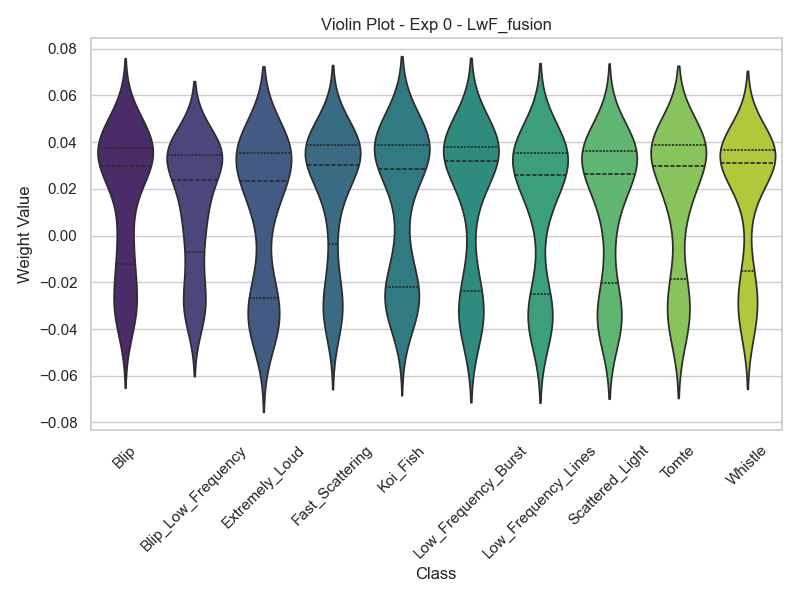 Violin Plot - Exp 0 - LwF_fusion
0.08
0.06
0.04
0.02
0.00
−0.02
−0.04
−0.06
−0.08
Weight Value
Blip
Blip_Low_Frequency
Extremely_Loud
Fast_Scattering
Koi_Fish
Low_Frequency_Burst
Low_Frequency_Lines
Scattered_Light
Tomte
Whistle
Class